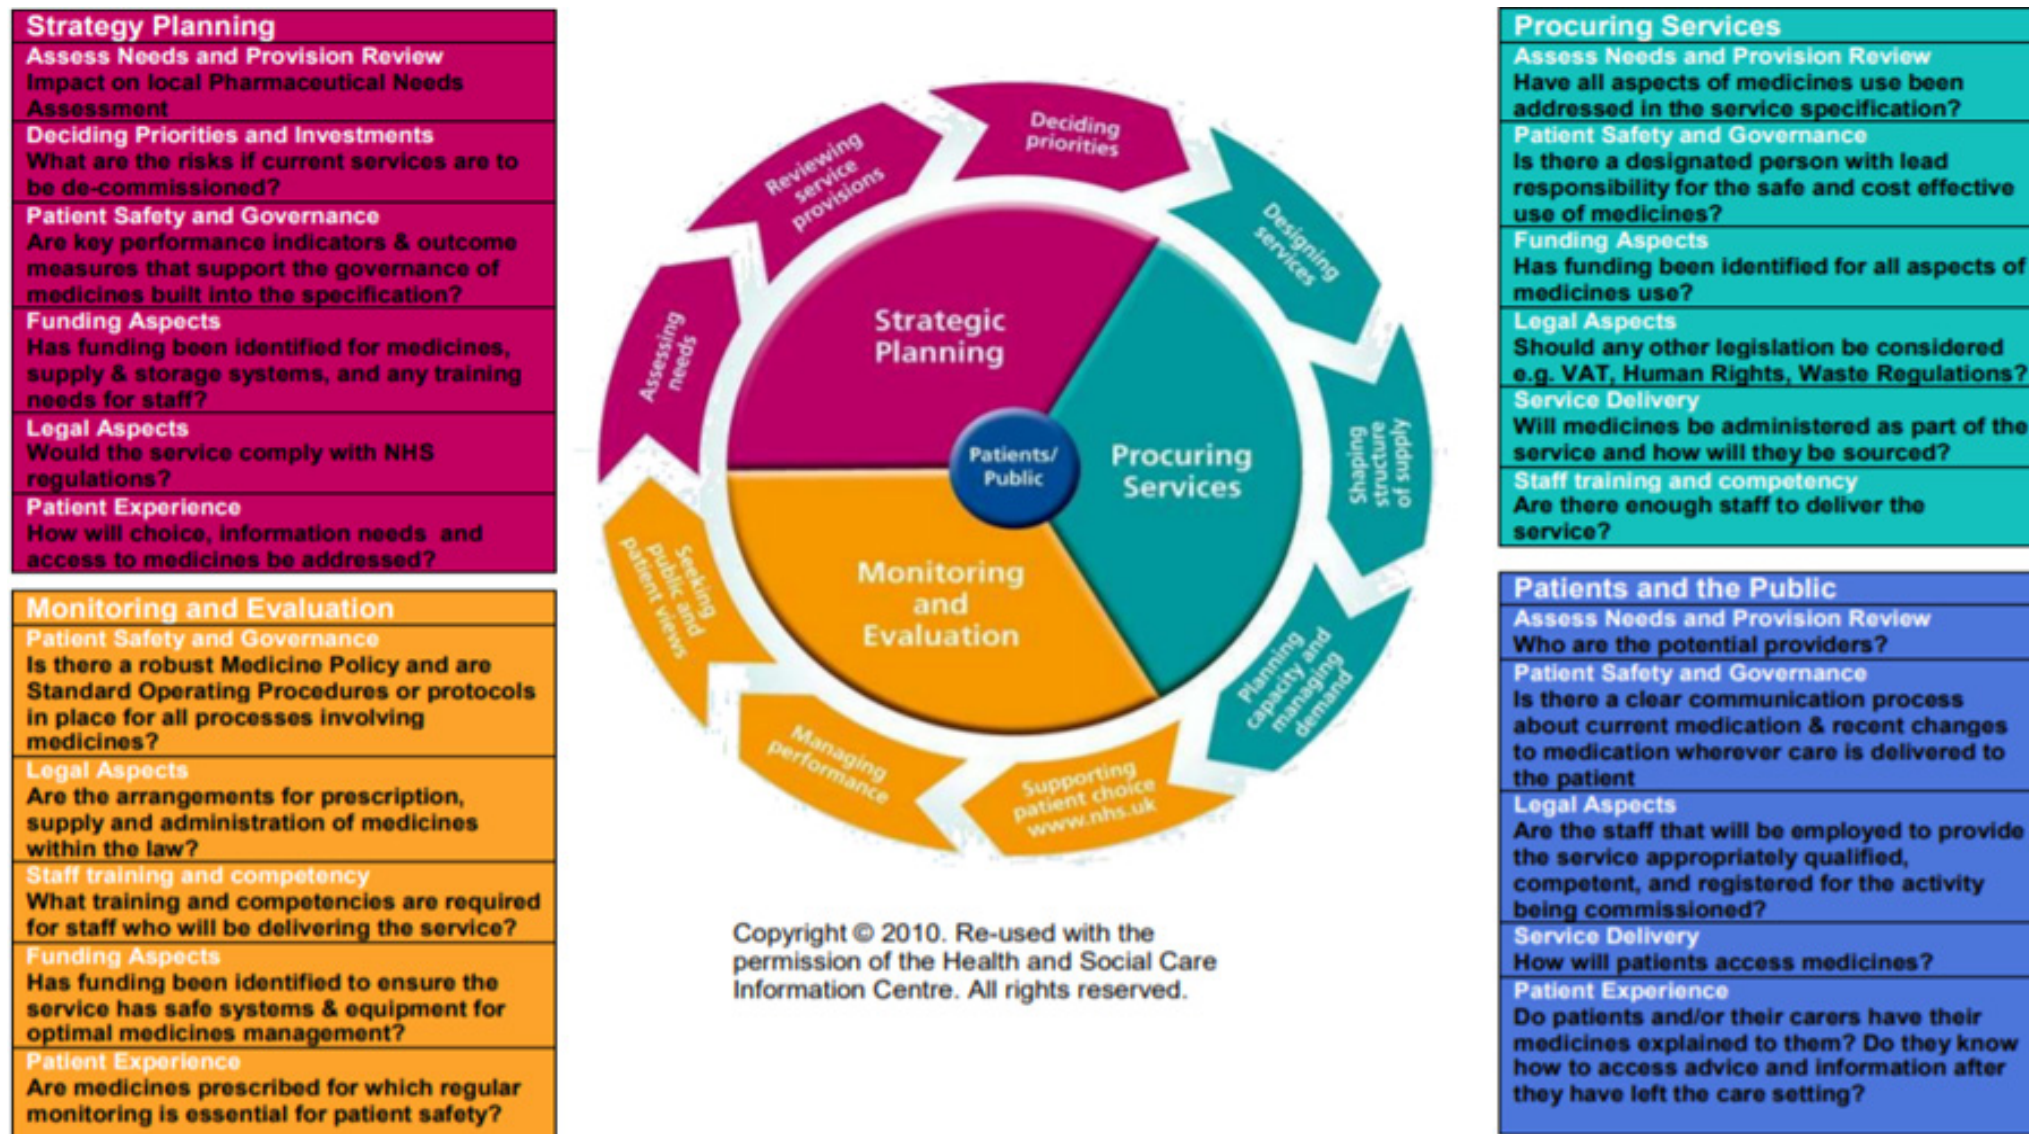 Strategy Planning
Assess Needs and Provision Review
Impact on local Pharmaceutical Needs
Assessment
Deciding Priorities and Investments
What are the risks if current services are to
be de-commissioned?
Patient Safety and Governance
Are key performance indicators & outcome
measures that support the governance of
medicines built into the specification?
Funding Aspects
Has funding been identified for medicines,
supply & storage systems, and any training
needs for staff?
Legal Aspects
Would the service comply with NHS
regulations?
Patient Experience
How will choice, information needs and
access to medicines be addressed?
Monitoring and Evaluation
Patient Safety and Governance
Is there a robust Medicine Policy and are
Standard Operating Procedures or protocols
in place for all processes involving
medicines?
Legal Aspects
Are the arrangements for prescription,
supply and administration of medicines
within the law?
Staff training and competency
What training and competencies are required
for staff who will be delivering the service?
Funding Aspects
Has funding been identified to ensure the
service has safe systems & equipment for
optimal medicines management?
Patient Experience
Are medicines prescribed for which regular
monitoring is essential for patient safety?
Assessing
needs
Reviewing
service
provisions
Deciding
priorities
Designing
services
Shaping
structure
of supply
Planning
capacity and
managing
demand
Supporting
patient choice
www.nhs.uk
Managing
performance
Seeking
public and
patient views
Strategic
Planning
Procuring
Services
Monitoring
and
Evaluation
Patients/
Public
Copyright © 2010. Re-used with the
permission of the Health and Social Care
Information Centre. All rights reserved.
Procuring Services
Assess Needs and Provision Review
Have all aspects of medicines use been
addressed in the service specification?
Patient Safety and Governance
Is there a designated person with lead
responsibility for the safe and cost effective
use of medicines?
Funding Aspects
Has funding been identified for all aspects of
medicines use?
Legal Aspects
Should any other legislation be considered
e.g. VAT, Human Rights, Waste Regulations?
Service Delivery
Will medicines be administered as part of the
service and how will they be sourced?
Staff training and competency
Are there enough staff to deliver the
service?
Patients and the Public
Assess Needs and Provision Review
Who are the potential providers?
Patient Safety and Governance
Is there a clear communication process
about current medication & recent changes
to medication wherever care is delivered to
the patient
Legal Aspects
Are the staff that will be employed to provide
the service appropriately qualified,
competent, and registered for the activity
being commissioned?
Service Delivery
How will patients access medicines?
Patient Experience
Do patients and/or their carers have their
medicines explained to them? Do they know
how to access advice and information after
they have left the care setting?